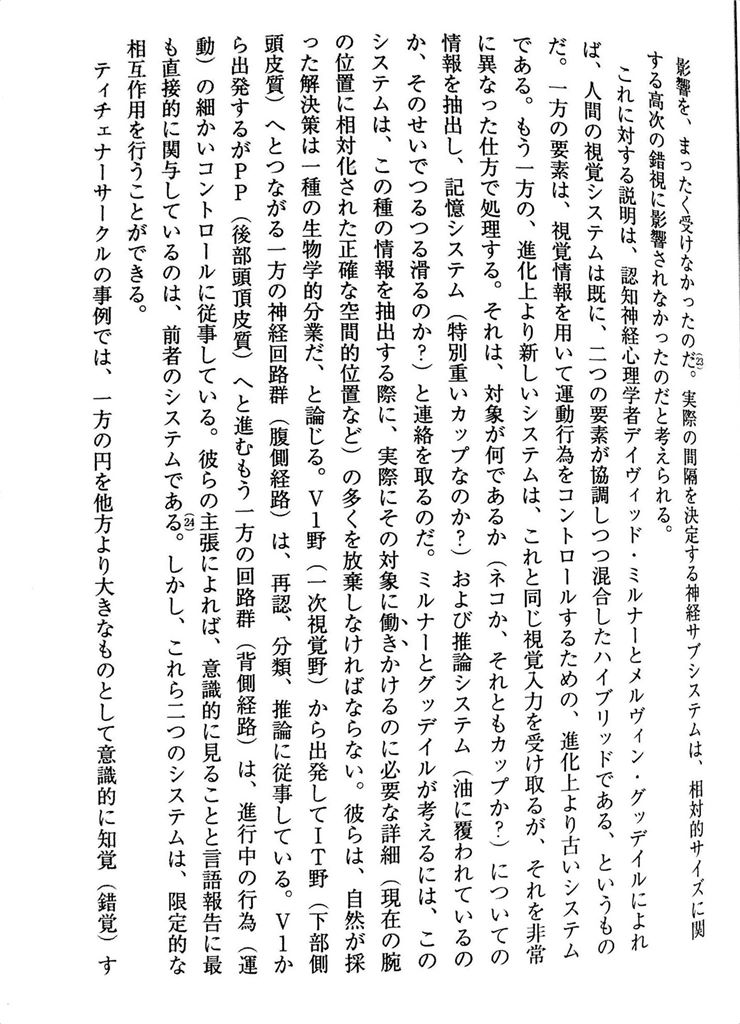 影響を、まったく受けなかったのだ。(23)実際の間隔を決定する神経サブシステムは、相対的サイズに関
する高次の錯視に影響されなかったのだと考えられる。
これに対する説明は、認知神経心理学者デイヴィッド・ミルナーとメルヴィン・グッデイルによれ
ば、人間の視覚システムは既に、二つの要素が協調しつつ混合したハイブリッドである、というもの
だ。一方の要素は、視覚情報を用いて運動行為をコントロールするための、進化上より古いシステム
である。もう一方の、進化上より新しいシステムは、これと同じ視覚入力を受け取るが、それを非常
に異なった仕方で処理する。それは、対象が何であるか（ネコか、それともカップか？）についての
情報を抽出し、記憶システム（特別重いカップなのか？）および推論システム（油に覆われているの
か、そのせいでつるつる滑るのか？）と連絡を取るのだ。ミルナーとグッデイルが考えるには、この
システムは、この種の情報を抽出する際に、実際にその対象に働きかけるのに必要な詳細（現在の腕
の位置に相対化された正確な空間的位置など）の多くを放棄しなければならない。彼らは、自然が採
った解決策は一種の生物学的分業だ、と論じる。V1野（一次視覚野）から出発してIT野（下部側
頭皮質）へとつながる一方の神経回路群（腹側経路）は、再認、分類、推論に従事している。V1か
ら出発するがPP（後部頭頂皮質）へと進むもう一方の回路群（背側経路）は、進行中の行為（運
動）の細かいコントロールに従事している。彼らの主張によれば、意識的に見ることと言語報告に最
も直接的に関与しているのは、前者のシステムである。(24)しかし、これら二つのシステムは、限定的な
相互作用を行うことができる。
ティチェナーサークルの事例では、一方の円を他方より大きなものとして意識的に知覚（錯覚）す